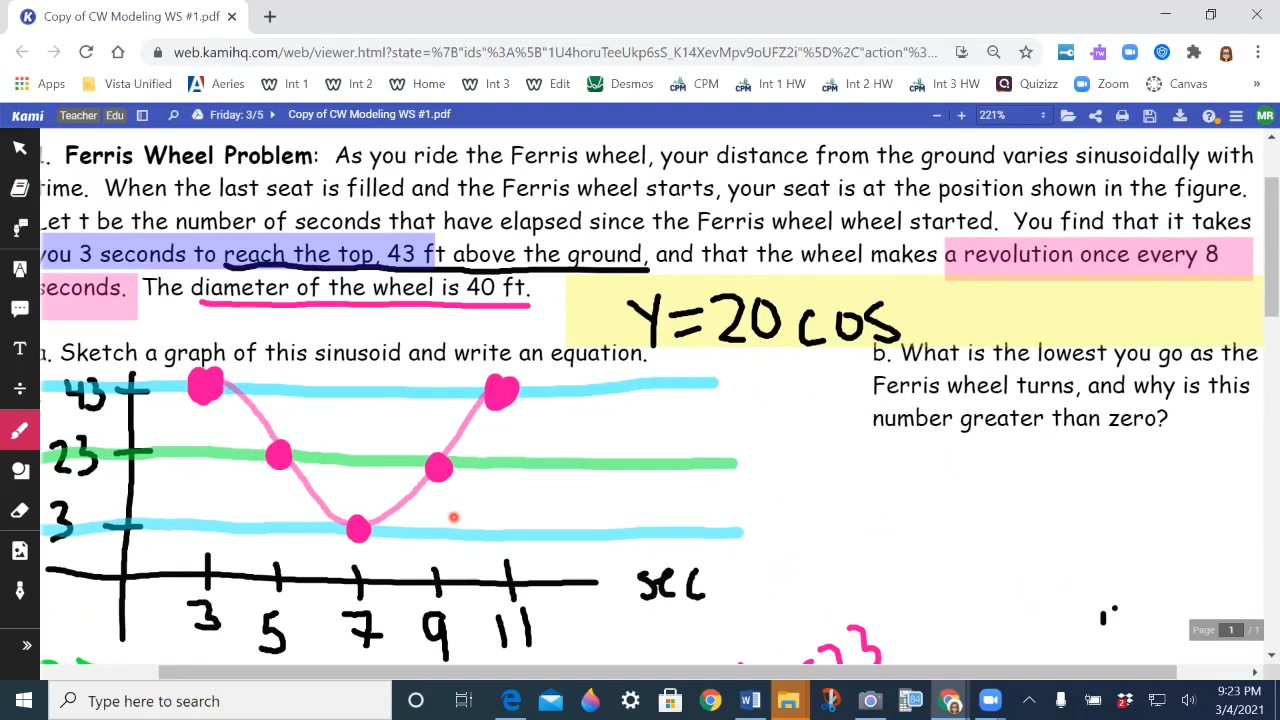 Copy of CW Modeling WS #1.pdf
web.kamihq.com/web/viewer.html?state=%7B"ids"%3A%5B"1U4horuTeeUkp6sS_K14XevMpv9oUFZ2i"%5D%2C"action"%3...
Apps Vista Unified Aeries Int 1 Int 2 Home Int 3 Edit Desmos CPM Int 1 HW Int 2 HW Int 3 HW Quizizz Zoom Canvas »
Kami Teacher Edu Friday: 3/5 Copy of CW Modeling WS #1.pdf 221% MR
Ferris Wheel Problem: As you ride the Ferris wheel, your distance from the ground varies sinusoidally with
time. When the last seat is filled and the Ferris wheel starts, your seat is at the position shown in the figure.
Let t be the number of seconds that have elapsed since the Ferris wheel wheel started. You find that it takes
you 3 seconds to reach the top, 43 ft above the ground, and that the wheel makes a revolution once every 8
seconds. The diameter of the wheel is 40 ft.
y=20 cos
a. Sketch a graph of this sinusoid and write an equation.
b. What is the lowest you go as the
Ferris wheel turns, and why is this
number greater than zero?
43
23
3
sec
3 5 7 9 11
Page 1 / 1
Type here to search
9:23 PM
3/4/2021